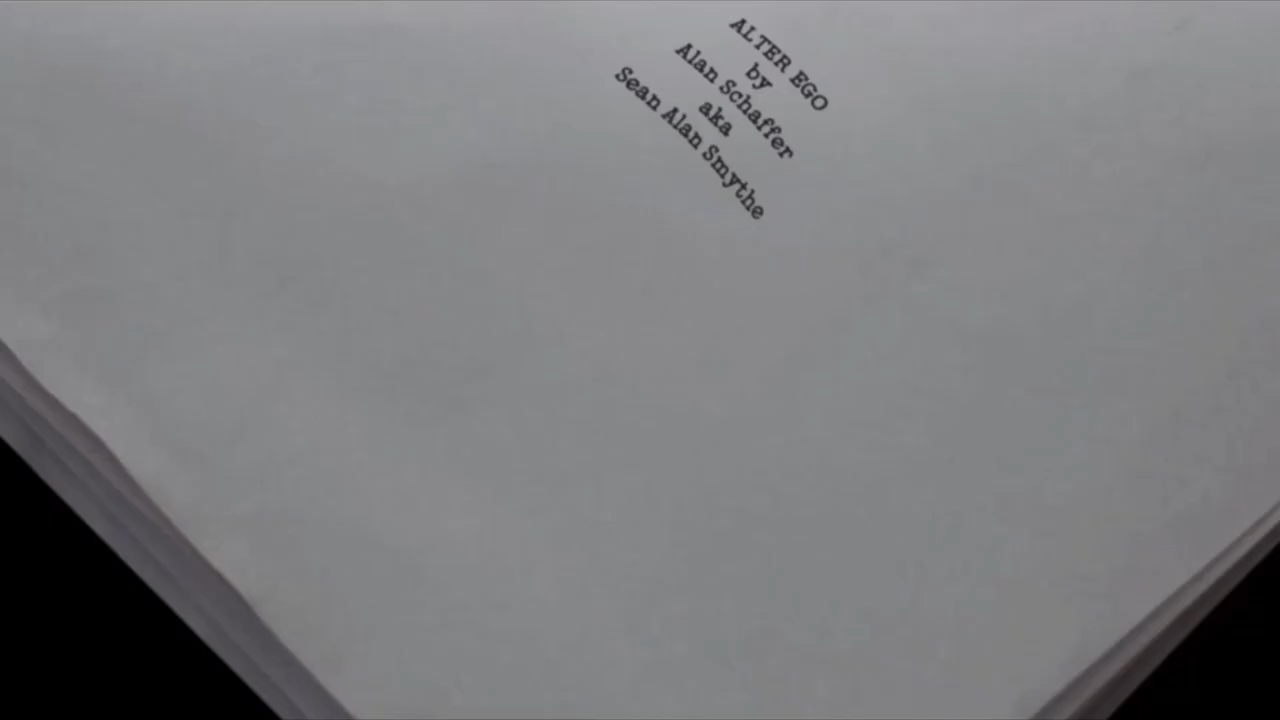 ALTER EGO
by
Alan Schaffer
aka
Sean Alan Smythe